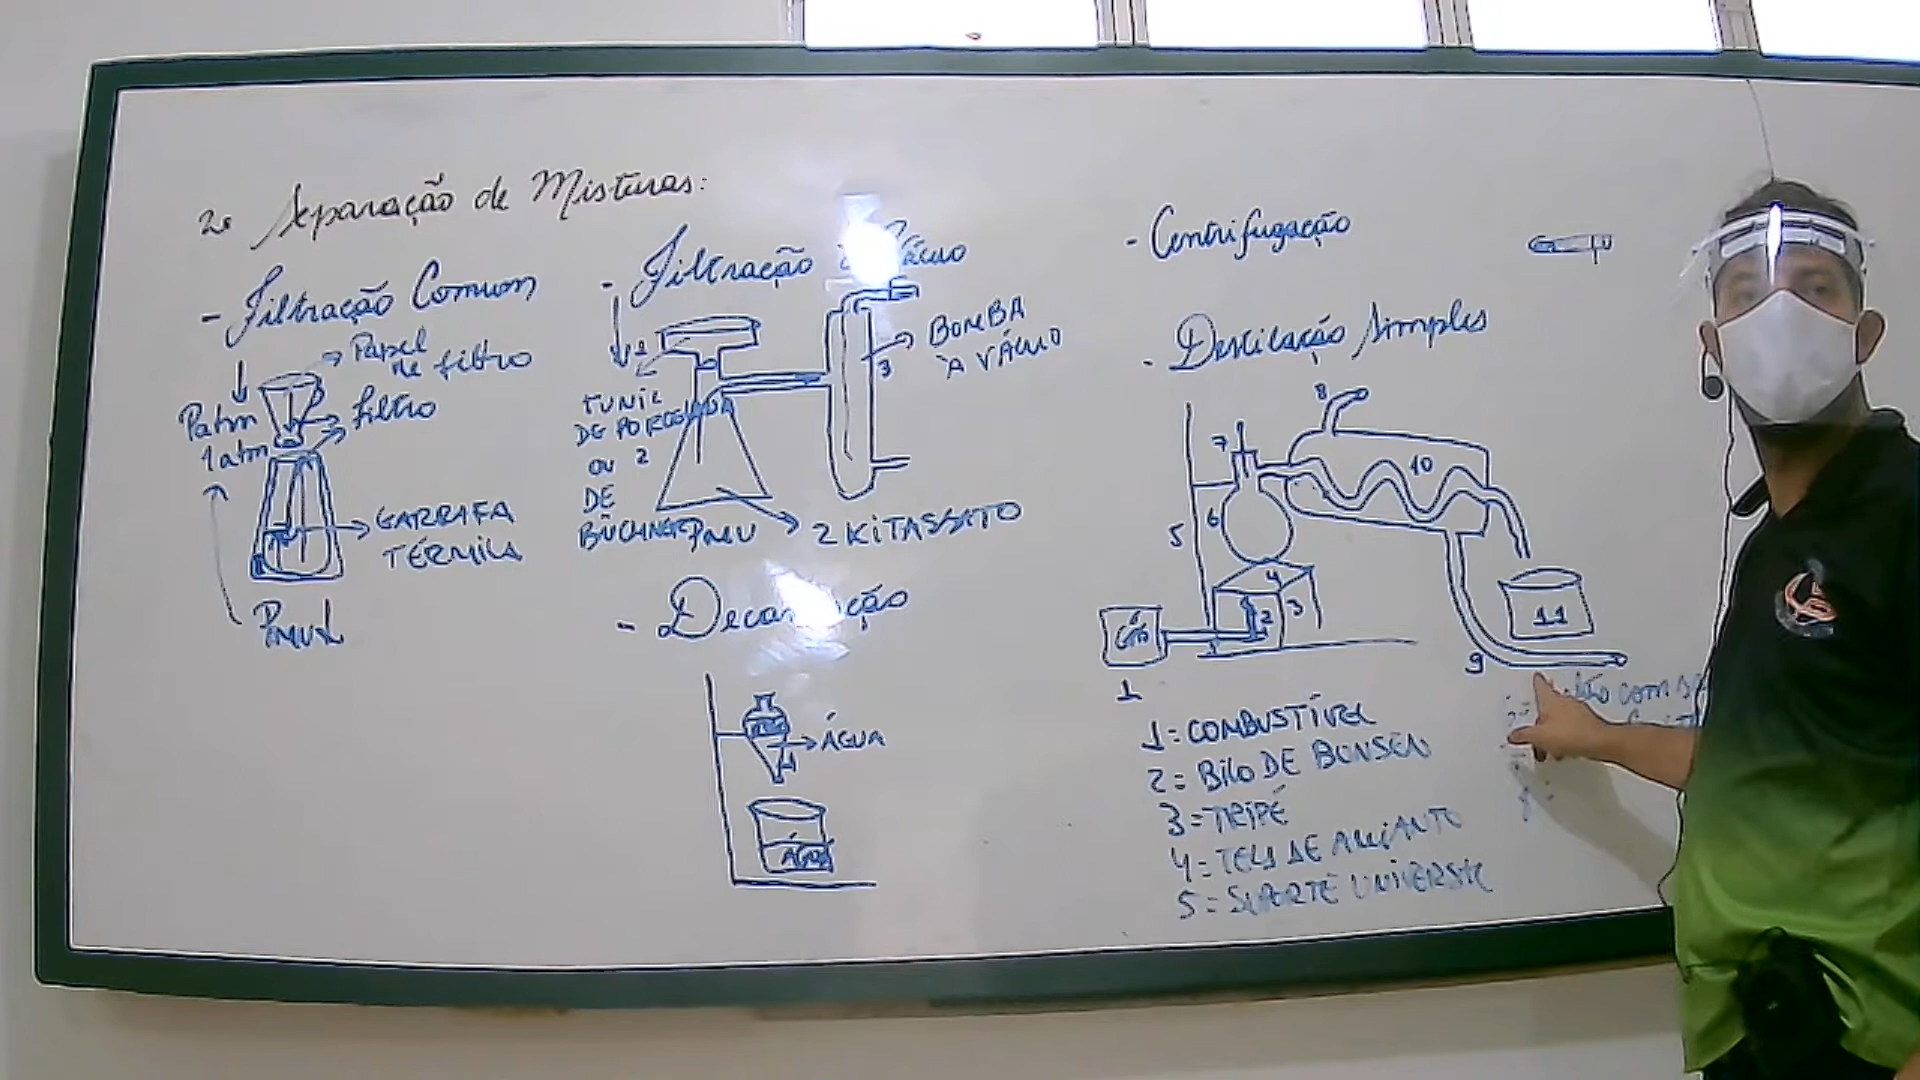 2. Separação de Misturas:
- Filtração Comum
Papel
de filtro
filtro
Patm
1 atm
GARRAFA
TÉRMICA
- Filtração Vácuo
1
BOMBA
À VÁCUO
3
FUNIL
DE PORCELANA
OU 2
DE
BÜCHNER
2 KITASSATO
- Decantação
ÁGUA
ÁGUA
- Centrifugação
- Destilação Simples
8
7
10
6
5
4
2
3
11
GÁS
9
1
1 = COMBUSTÍVEL
2 = BICO DE BUNSEN
3 = TRIPÉ
4 = TELA DE AMIANTO
5 = SUPORTE UNIVERSAL
com